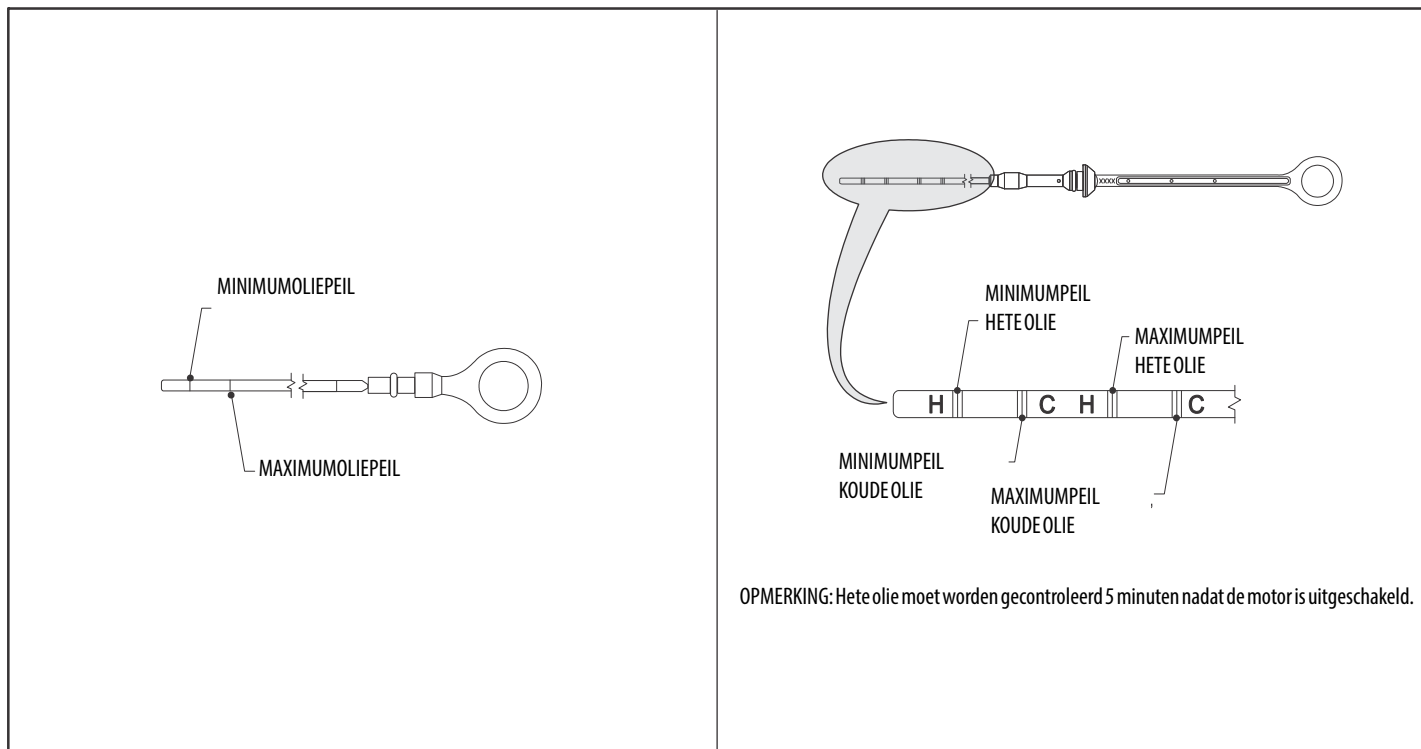 MINIMUMOLIEPEIL
MAXIMUMOLIEPEIL
XXXX
MINIMUMPEIL
HETE OLIE
MAXIMUMPEIL
HETE OLIE
H C H C
MINIMUMPEIL
KOUDE OLIE
MAXIMUMPEIL
KOUDE OLIE
,
OPMERKING: Hete olie moet worden gecontroleerd 5 minuten nadat de motor is uitgeschakeld.